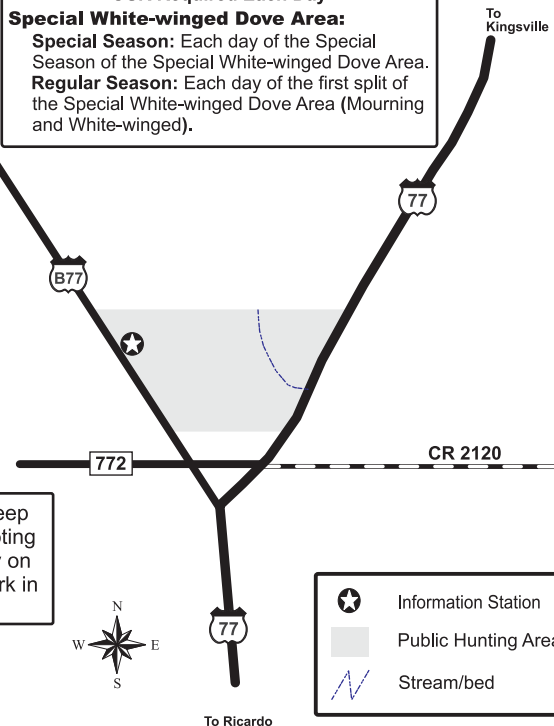 Special White-winged Dove Area:
Special Season: Each day of the Special
Season of the Special White-winged Dove Area.
Regular Season: Each day of the first split of
the Special White-winged Dove Area (Mourning
and White-winged).
To
Kingsville
77
B77
772
CR 2120
on
in
N
W E
S
77
To Ricardo
Information Station
Public Hunting Area
Stream/bed